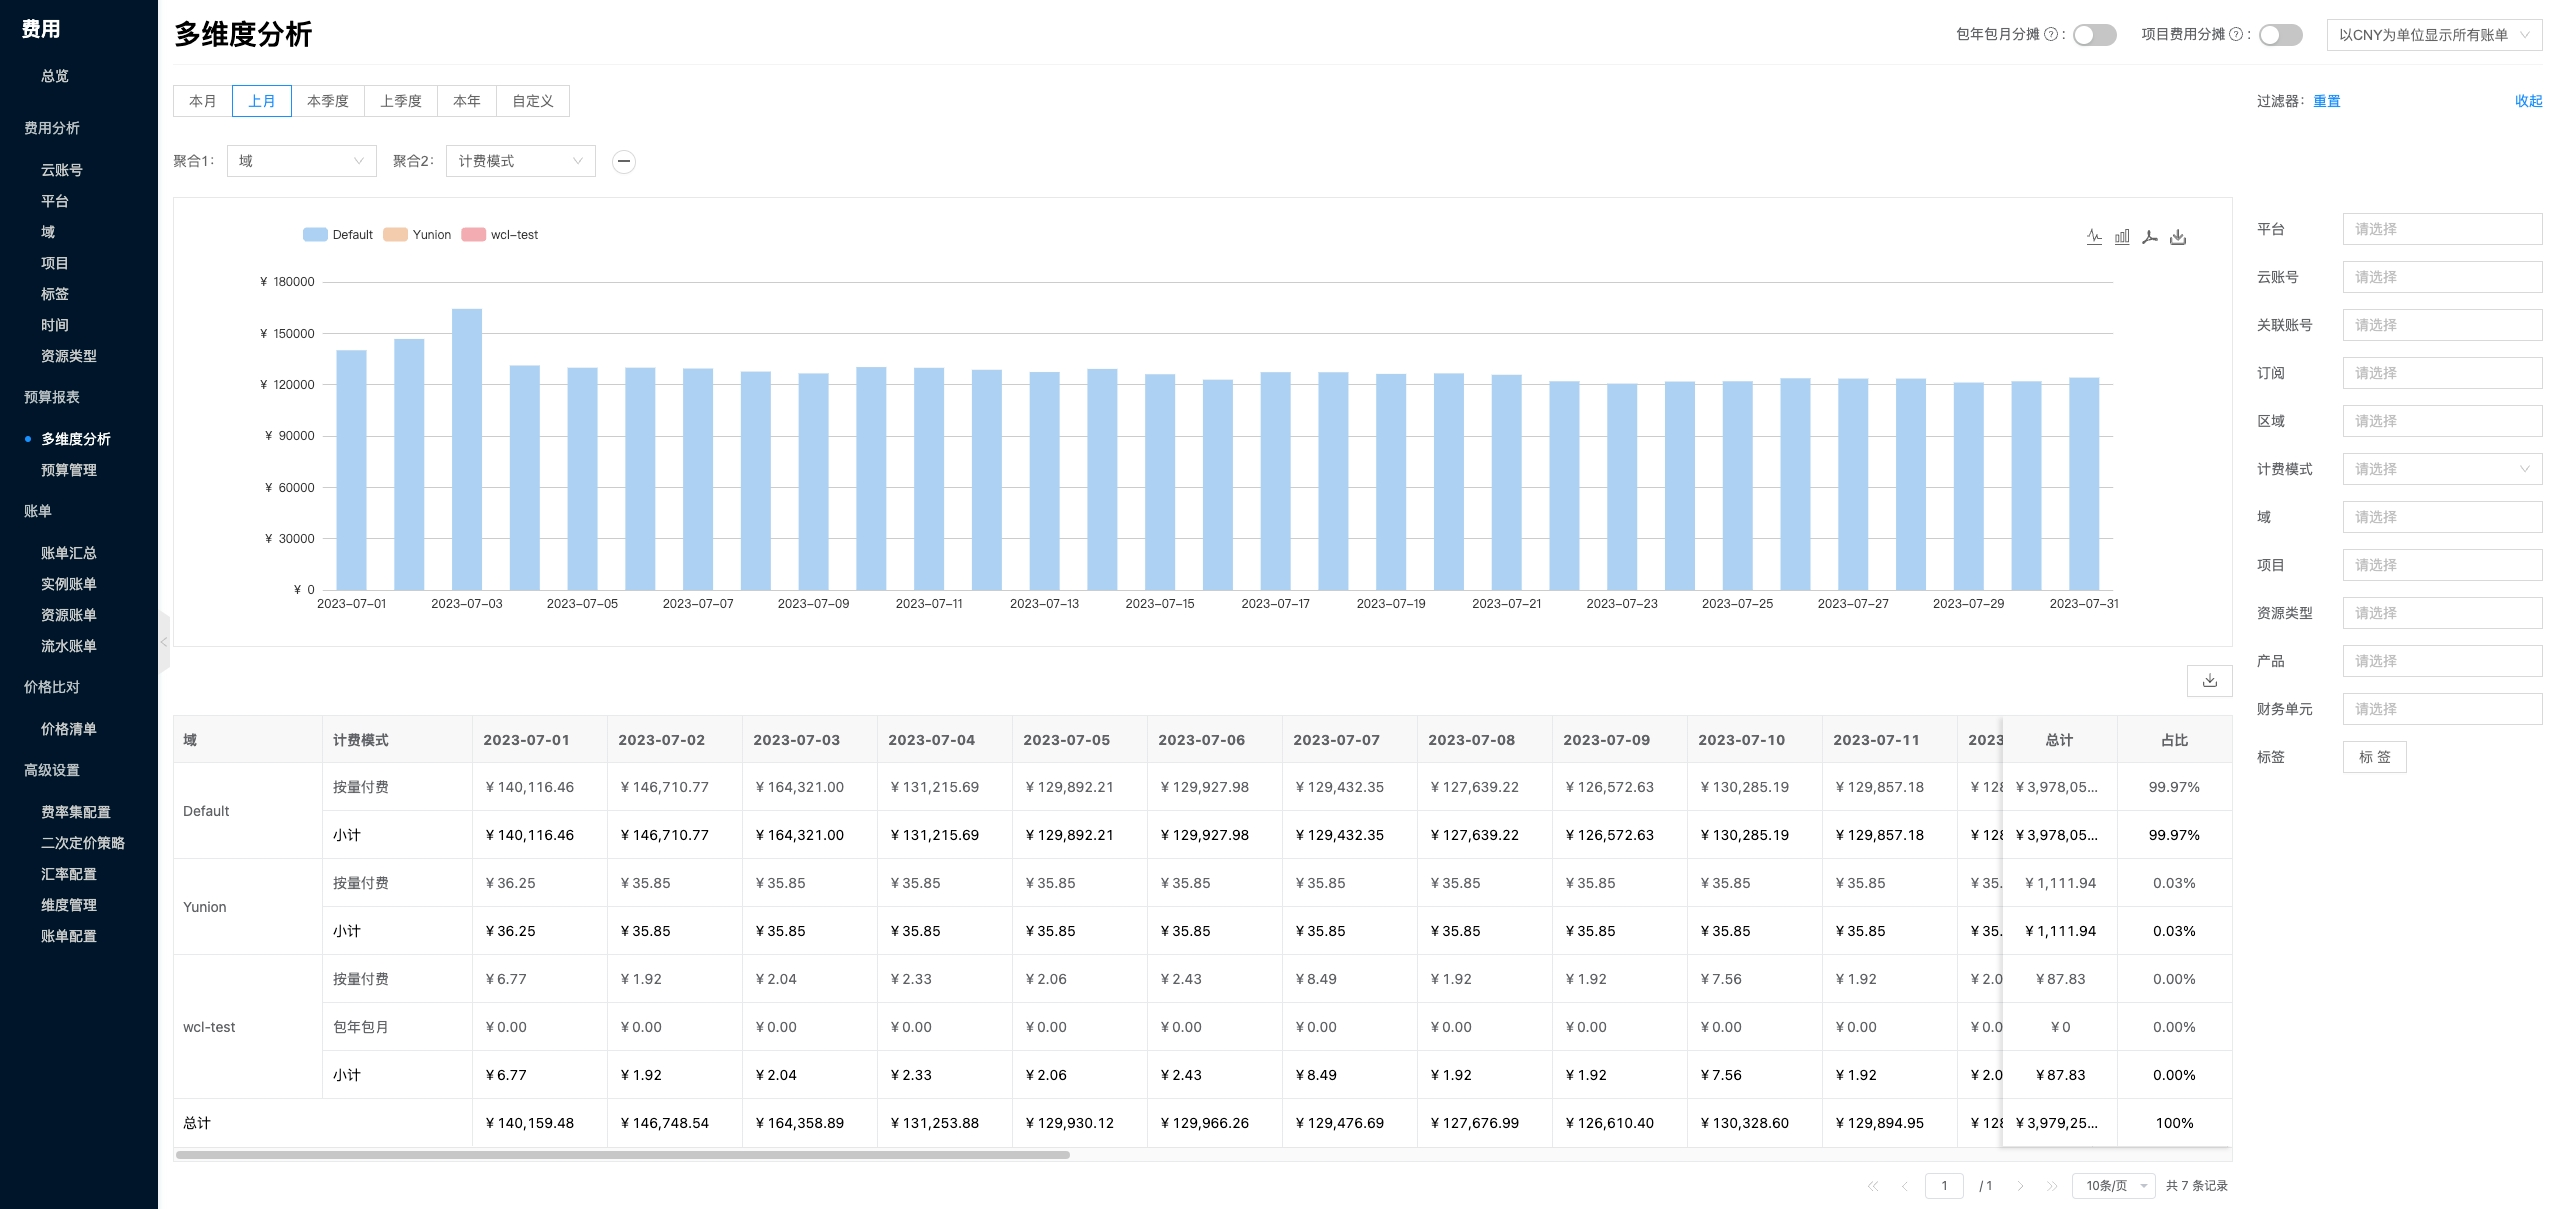 费用
总览
费用分析
云账号
平台
域
项目
标签
时间
资源类型
预算报表
多维度分析
预算管理
账单
账单汇总
实例账单
资源账单
流水账单
价格比对
价格清单
高级设置
费率集配置
二次定价策略
汇率配置
维度管理
账单配置
多维度分析
包年包月分摊 ? : 项目费用分摊 ? : 以CNY为单位显示所有账单
本月 上月 本季度 上季度 本年 自定义
过滤器: 重置 收起
聚合1: 域 聚合2: 计费模式
Default Yunion wcl-test
¥ 180000
¥ 150000
¥ 120000
¥ 90000
¥ 60000
¥ 30000
¥ 0
2023-07-01 2023-07-03 2023-07-05 2023-07-07 2023-07-09 2023-07-11 2023-07-13 2023-07-15 2023-07-17 2023-07-19 2023-07-21 2023-07-23 2023-07-25 2023-07-27 2023-07-29 2023-07-31
域 计费模式 2023-07-01 2023-07-02 2023-07-03 2023-07-04 2023-07-05 2023-07-06 2023-07-07 2023-07-08 2023-07-09 2023-07-10 2023-07-11 2023 总计 占比
Default
按量付费 ¥140,116.46 ¥146,710.77 ¥164,321.00 ¥131,215.69 ¥129,892.21 ¥129,927.98 ¥129,432.35 ¥127,639.22 ¥126,572.63 ¥130,285.19 ¥129,857.18 ¥128 ¥3,978,05... 99.97%
小计 ¥140,116.46 ¥146,710.77 ¥164,321.00 ¥131,215.69 ¥129,892.21 ¥129,927.98 ¥129,432.35 ¥127,639.22 ¥126,572.63 ¥130,285.19 ¥129,857.18 ¥128 ¥3,978,05... 99.97%
Yunion
按量付费 ¥36.25 ¥35.85 ¥35.85 ¥35.85 ¥35.85 ¥35.85 ¥35.85 ¥35.85 ¥35.85 ¥35.85 ¥35.85 ¥35. ¥1,111.94 0.03%
小计 ¥36.25 ¥35.85 ¥35.85 ¥35.85 ¥35.85 ¥35.85 ¥35.85 ¥35.85 ¥35.85 ¥35.85 ¥35.85 ¥35. ¥1,111.94 0.03%
wcl-test
按量付费 ¥6.77 ¥1.92 ¥2.04 ¥2.33 ¥2.06 ¥2.43 ¥8.49 ¥1.92 ¥1.92 ¥7.56 ¥1.92 ¥2.0 ¥87.83 0.00%
包年包月 ¥0.00 ¥0.00 ¥0.00 ¥0.00 ¥0.00 ¥0.00 ¥0.00 ¥0.00 ¥0.00 ¥0.00 ¥0.00 ¥0.0 ¥0 0.00%
小计 ¥6.77 ¥1.92 ¥2.04 ¥2.33 ¥2.06 ¥2.43 ¥8.49 ¥1.92 ¥1.92 ¥7.56 ¥1.92 ¥2.0 ¥87.83 0.00%
总计 ¥140,159.48 ¥146,748.54 ¥164,358.89 ¥131,253.88 ¥129,930.12 ¥129,966.26 ¥129,476.69 ¥127,676.99 ¥126,610.40 ¥130,328.60 ¥129,894.95 ¥128 ¥3,979,25... 100%
1 / 1 10条/页 共 7 条记录
平台 请选择
云账号 请选择
关联账号 请选择
订阅 请选择
区域 请选择
计费模式 请选择
域 请选择
项目 请选择
资源类型 请选择
产品 请选择
财务单元 请选择
标签 标 签